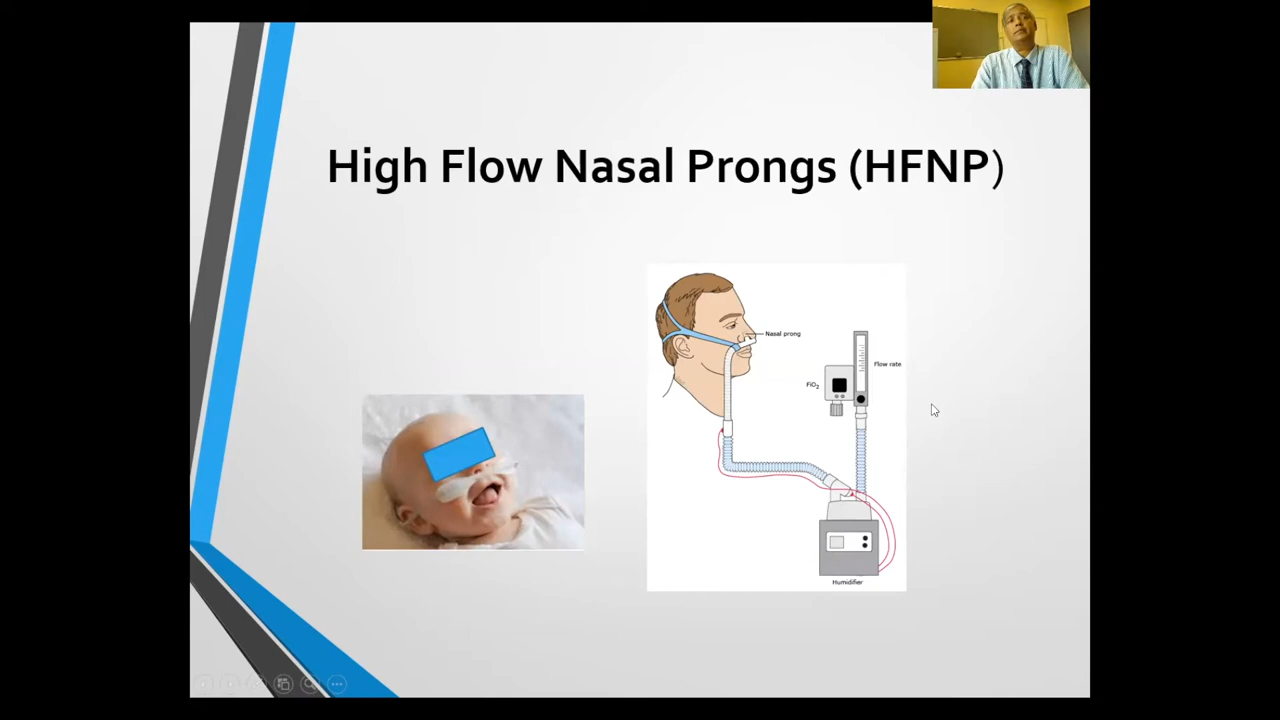 High Flow Nasal Prongs (HFNP)
Nasal prong
Flow rate
FiO₂
Humidifier